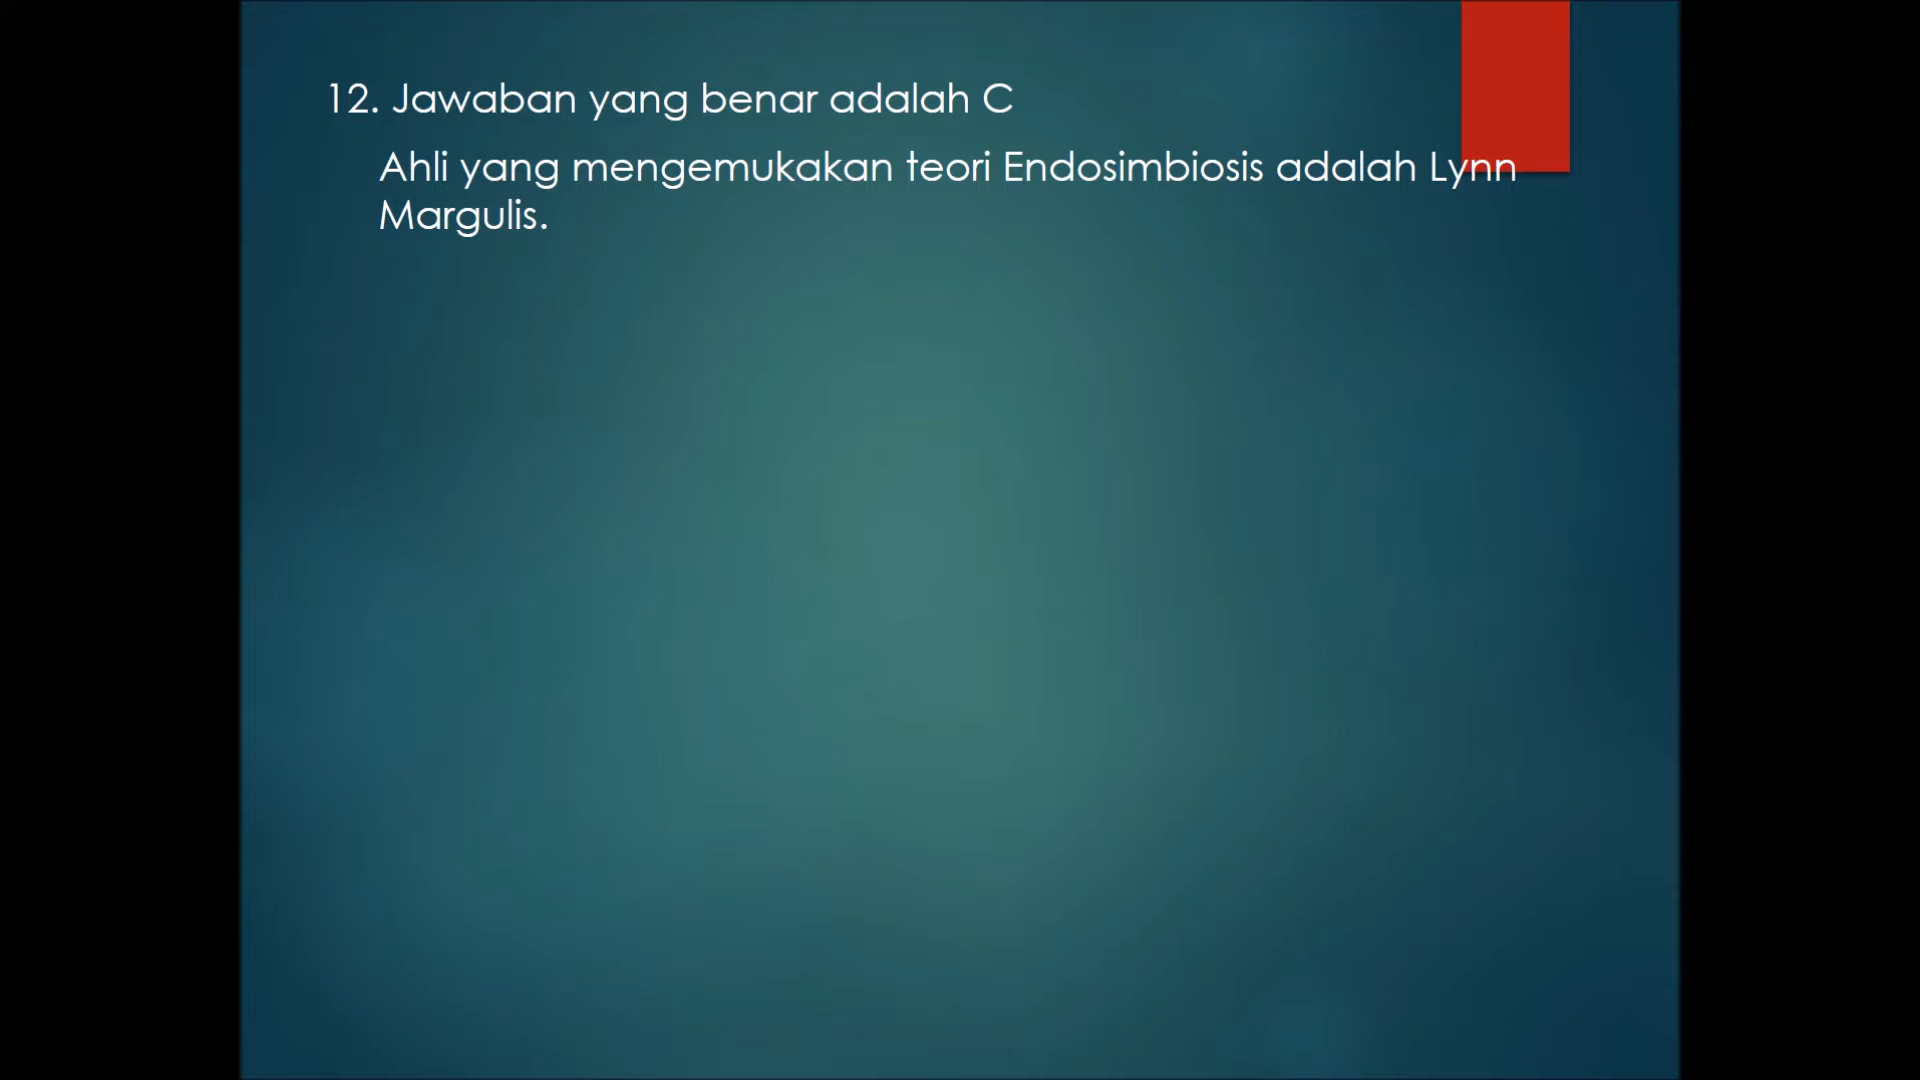 12. Jawaban yang benar adalah C
Ahli yang mengemukakan teori Endosimbiosis adalah Lynn
Margulis.